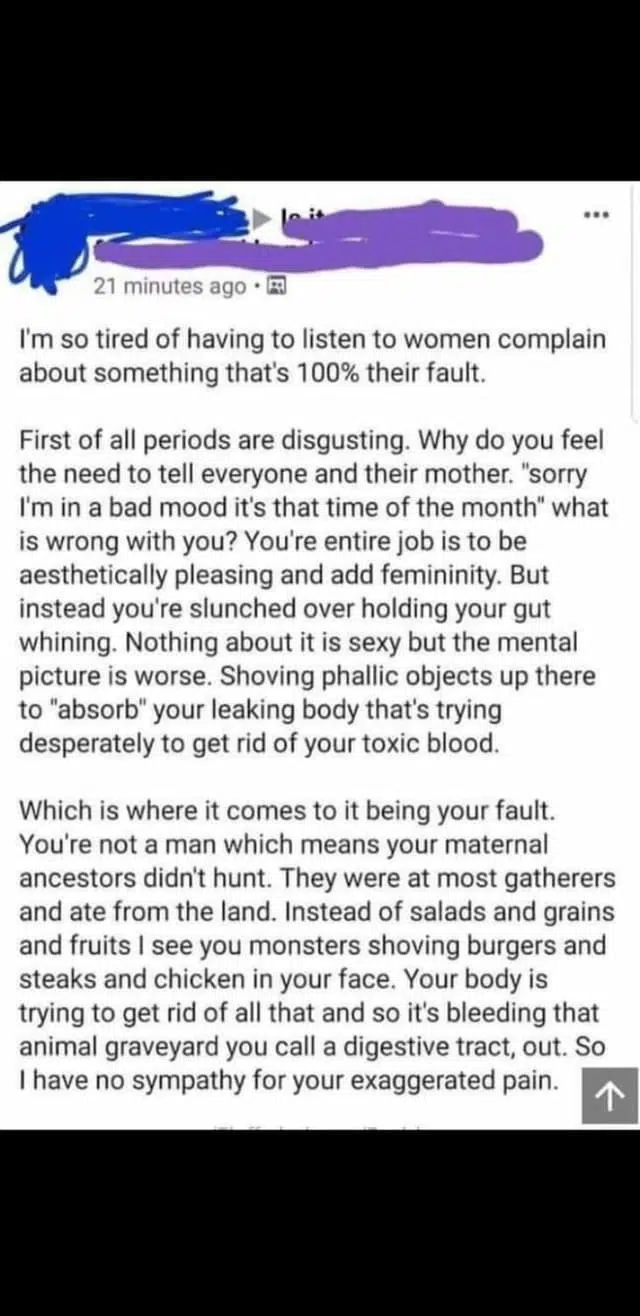 21 minutes ago ·
I'm so tired of having to listen to women complain
about something that's 100% their fault.
First of all periods are disgusting. Why do you feel
the need to tell everyone and their mother. "sorry
I'm in a bad mood it's that time of the month" what
is wrong with you? You're entire job is to be
aesthetically pleasing and add femininity. But
instead you're slunched over holding your gut
whining. Nothing about it is sexy but the mental
picture is worse. Shoving phallic objects up there
to "absorb" your leaking body that's trying
desperately to get rid of your toxic blood.
Which is where it comes to it being your fault.
You're not a man which means your maternal
ancestors didn't hunt. They were at most gatherers
and ate from the land. Instead of salads and grains
and fruits I see you monsters shoving burgers and
steaks and chicken in your face. Your body is
trying to get rid of all that and so it's bleeding that
animal graveyard you call a digestive tract, out. So
I have no sympathy for your exaggerated pain.